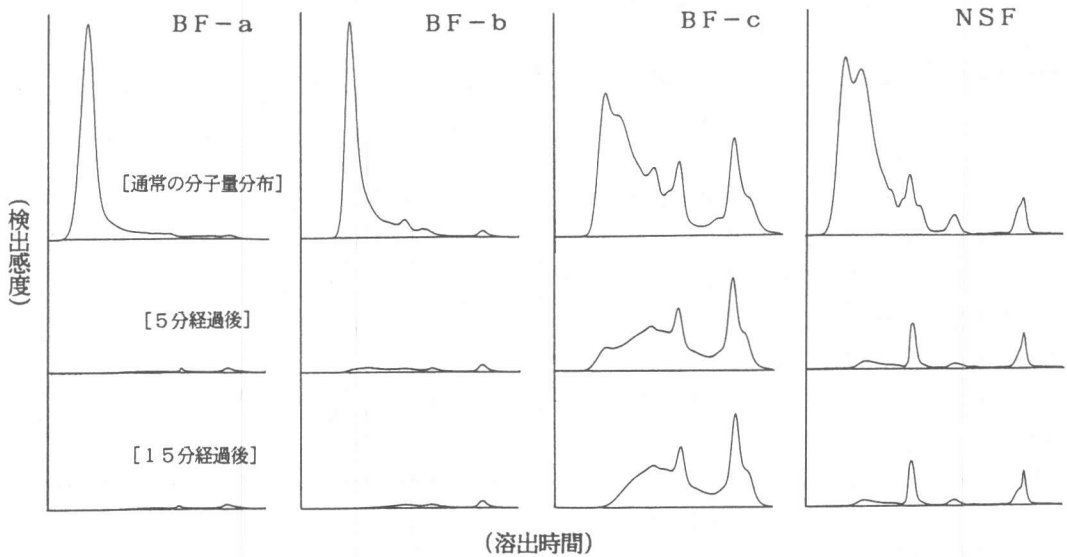 BF-a
BF-b
BF-c
NSF
[通常の分子量分布]
(検出感度)
[5分経過後]
[15分経過後]
(溶出時間)